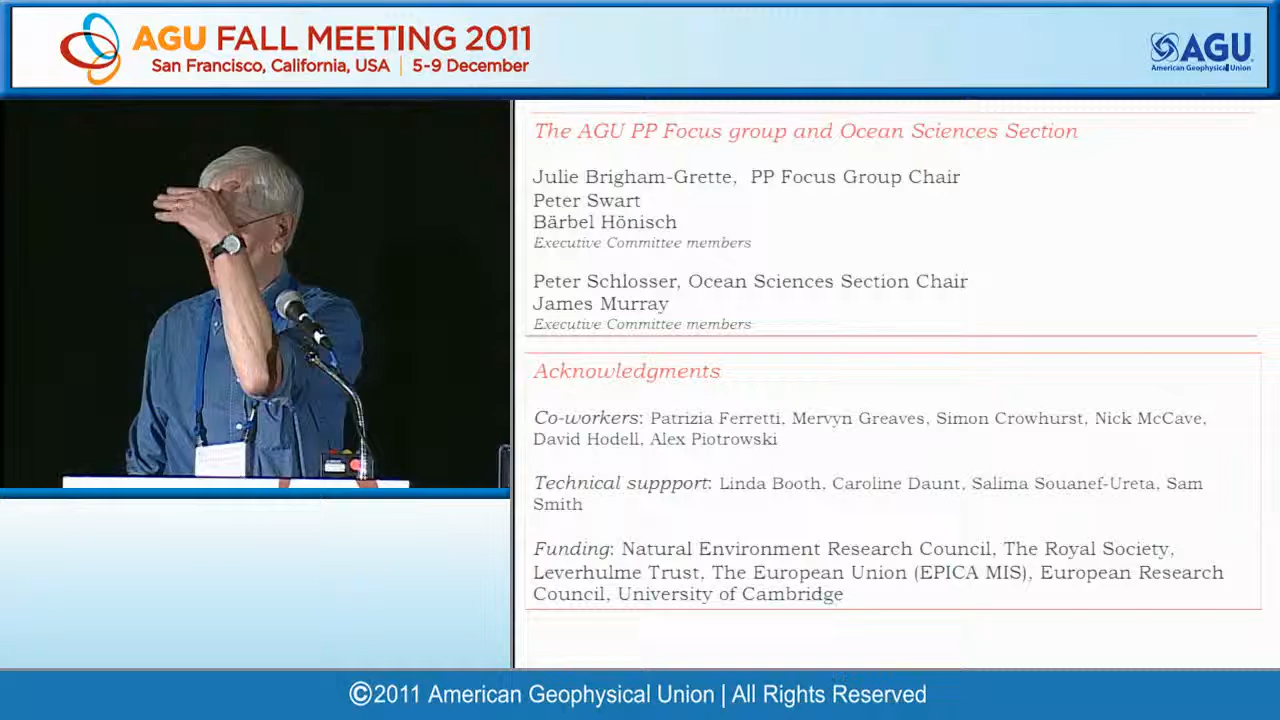 AGU FALL MEETING 2011
San Francisco, California, USA | 5-9 December
AGU
American Geophysical Union
The AGU PP Focus group and Ocean Sciences Section
Julie Brigham-Grette, PP Focus Group Chair
Peter Swart
Bärbel Hönisch
Executive Committee members
Peter Schlosser, Ocean Sciences Section Chair
James Murray
Executive Committee members
Acknowledgments
Co-workers: Patrizia Ferretti, Mervyn Greaves, Simon Crowhurst, Nick McCave,
David Hodell, Alex Piotrowski
Technical suppport: Linda Booth, Caroline Daunt, Salima Souanef-Ureta, Sam
Smith
Funding: Natural Environment Research Council, The Royal Society,
Leverhulme Trust, The European Union (EPICA MIS), European Research
Council, University of Cambridge
©2011 American Geophysical Union | All Rights Reserved